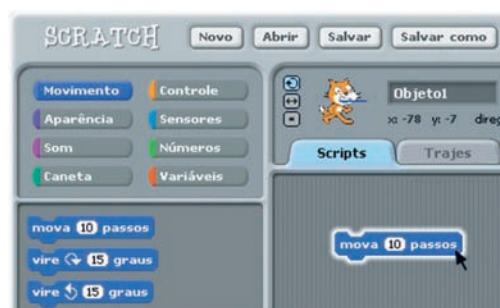 SCRATCH Novo Abrir Salvar Salvar como
Movimento Controle
Aparência Sensores
Som Números
Caneta Variáveis
Objeto1
x: -78 y: -7 direç
Scripts Trajes
mova 10 passos
vire 15 graus
vire 15 graus
mova 10 passos